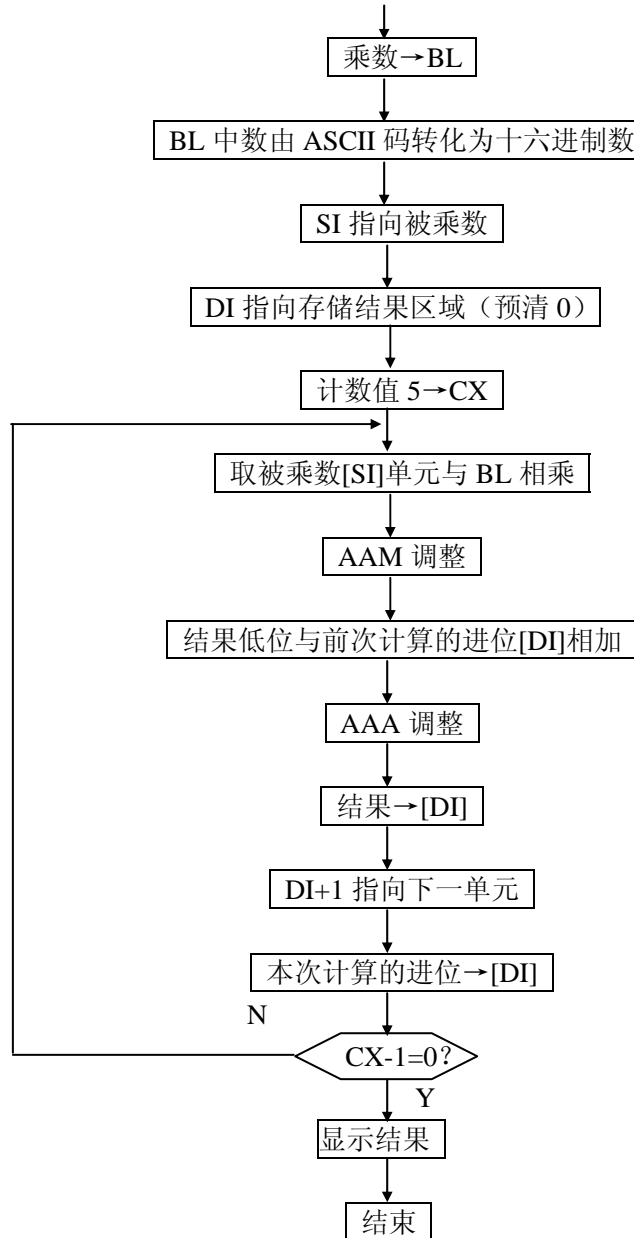 乘数→BL
BL 中数由 ASCII 码转化为十六进制数
SI 指向被乘数
DI 指向存储结果区域（预清 0）
计数值 5→CX
取被乘数[SI]单元与 BL 相乘
AAM 调整
结果低位与前次计算的进位[DI]相加
AAA 调整
结果→[DI]
DI+1 指向下一单元
本次计算的进位→[DI]
N
CX-1=0?
Y
显示结果
结束